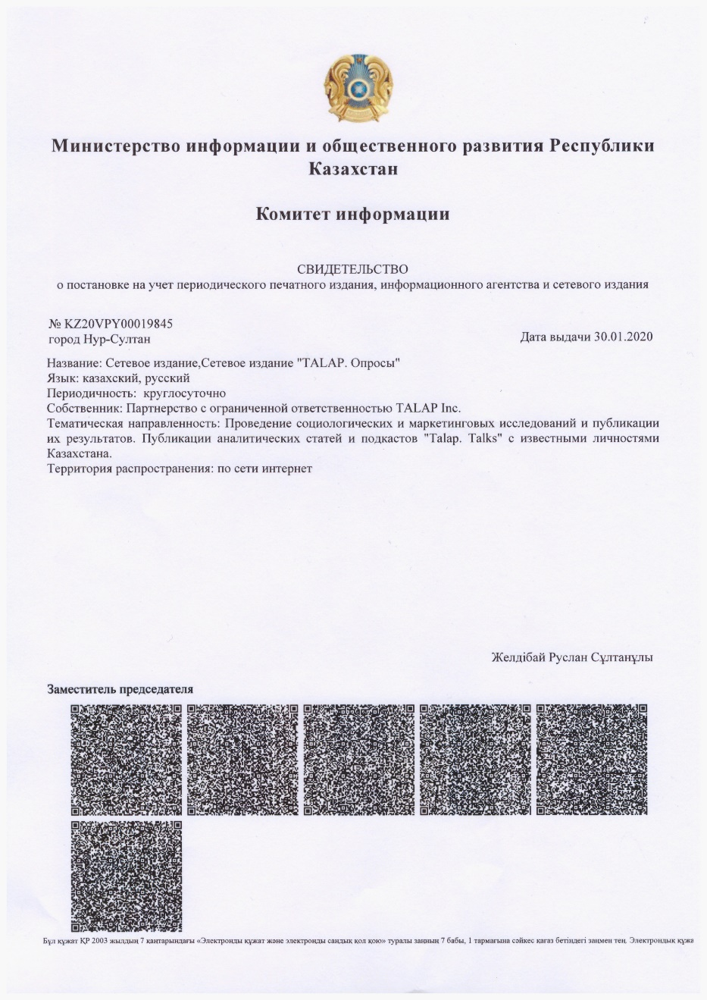 Министерство информации и общественного развития Республики
Казахстан
Комитет информации
СВИДЕТЕЛЬСТВО
о постановке на учет периодического печатного издания, информационного агентства и сетевого издания
№ KZ20VPY00019845
город Нур-Султан
Дата выдачи 30.01.2020
Название: Сетевое издание,Сетевое издание "TALAP. Опросы"
Язык: казахский, русский
Периодичность: круглосуточно
Собственник: Партнерство с ограниченной ответственностью TALAP Inc.
Тематическая направленность: Проведение социологических и маркетинговых исследований и публикации
их результатов. Публикации аналитических статей и подкастов "Talap. Talks" с известными личностями
Казахстана.
Территория распространения: по сети интернет
Желдібай Руслан Сұлтанұлы
Заместитель председателя
Бұл құжат ҚР 2003 жылдың 7 қаңтарындағы «Электронды құжат және электронды сандық қол қою» туралы заңның 7 бабы, 1 тармағына сәйкес қағаз бетіндегі заңмен тең. Электрондық құжа